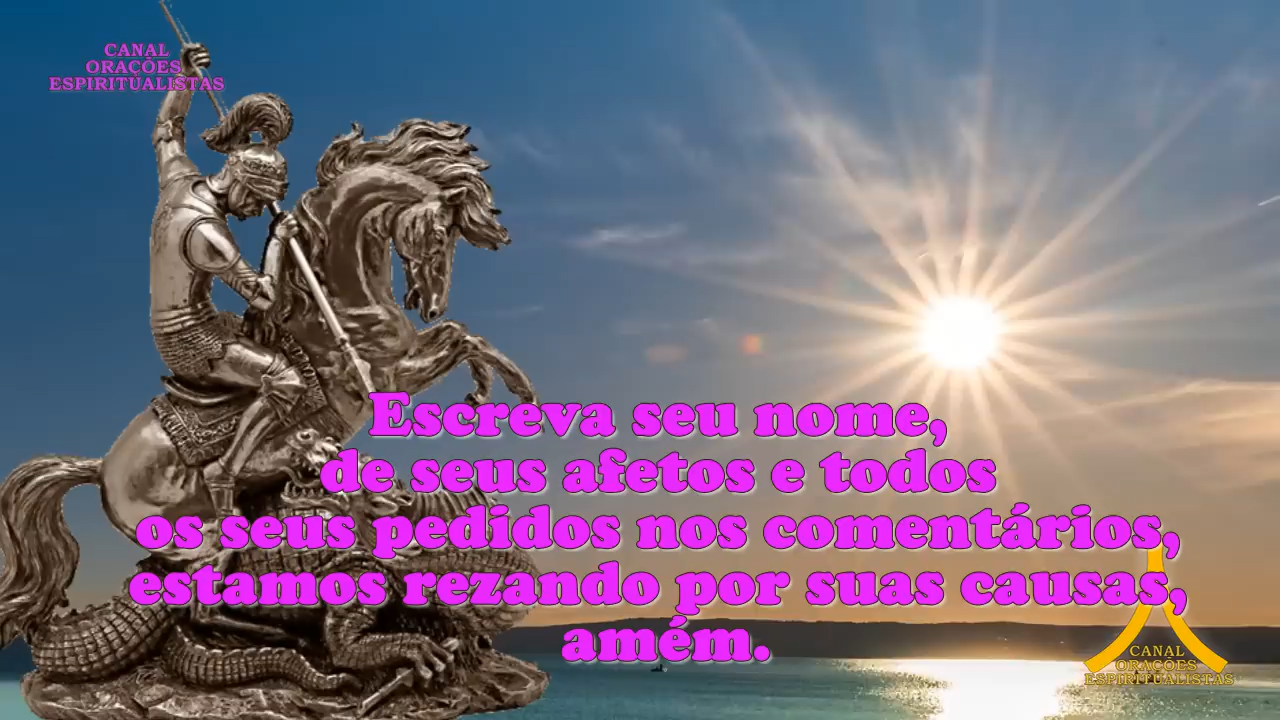 CANAL
ORAÇÕES
ESPIRITUALISTAS
Escreva seu nome,
de seus afetos e todos
os seus pedidos nos comentários,
estamos rezando por suas causas,
amém.
CANAL
ORAÇÕES
ESPIRITUALISTAS